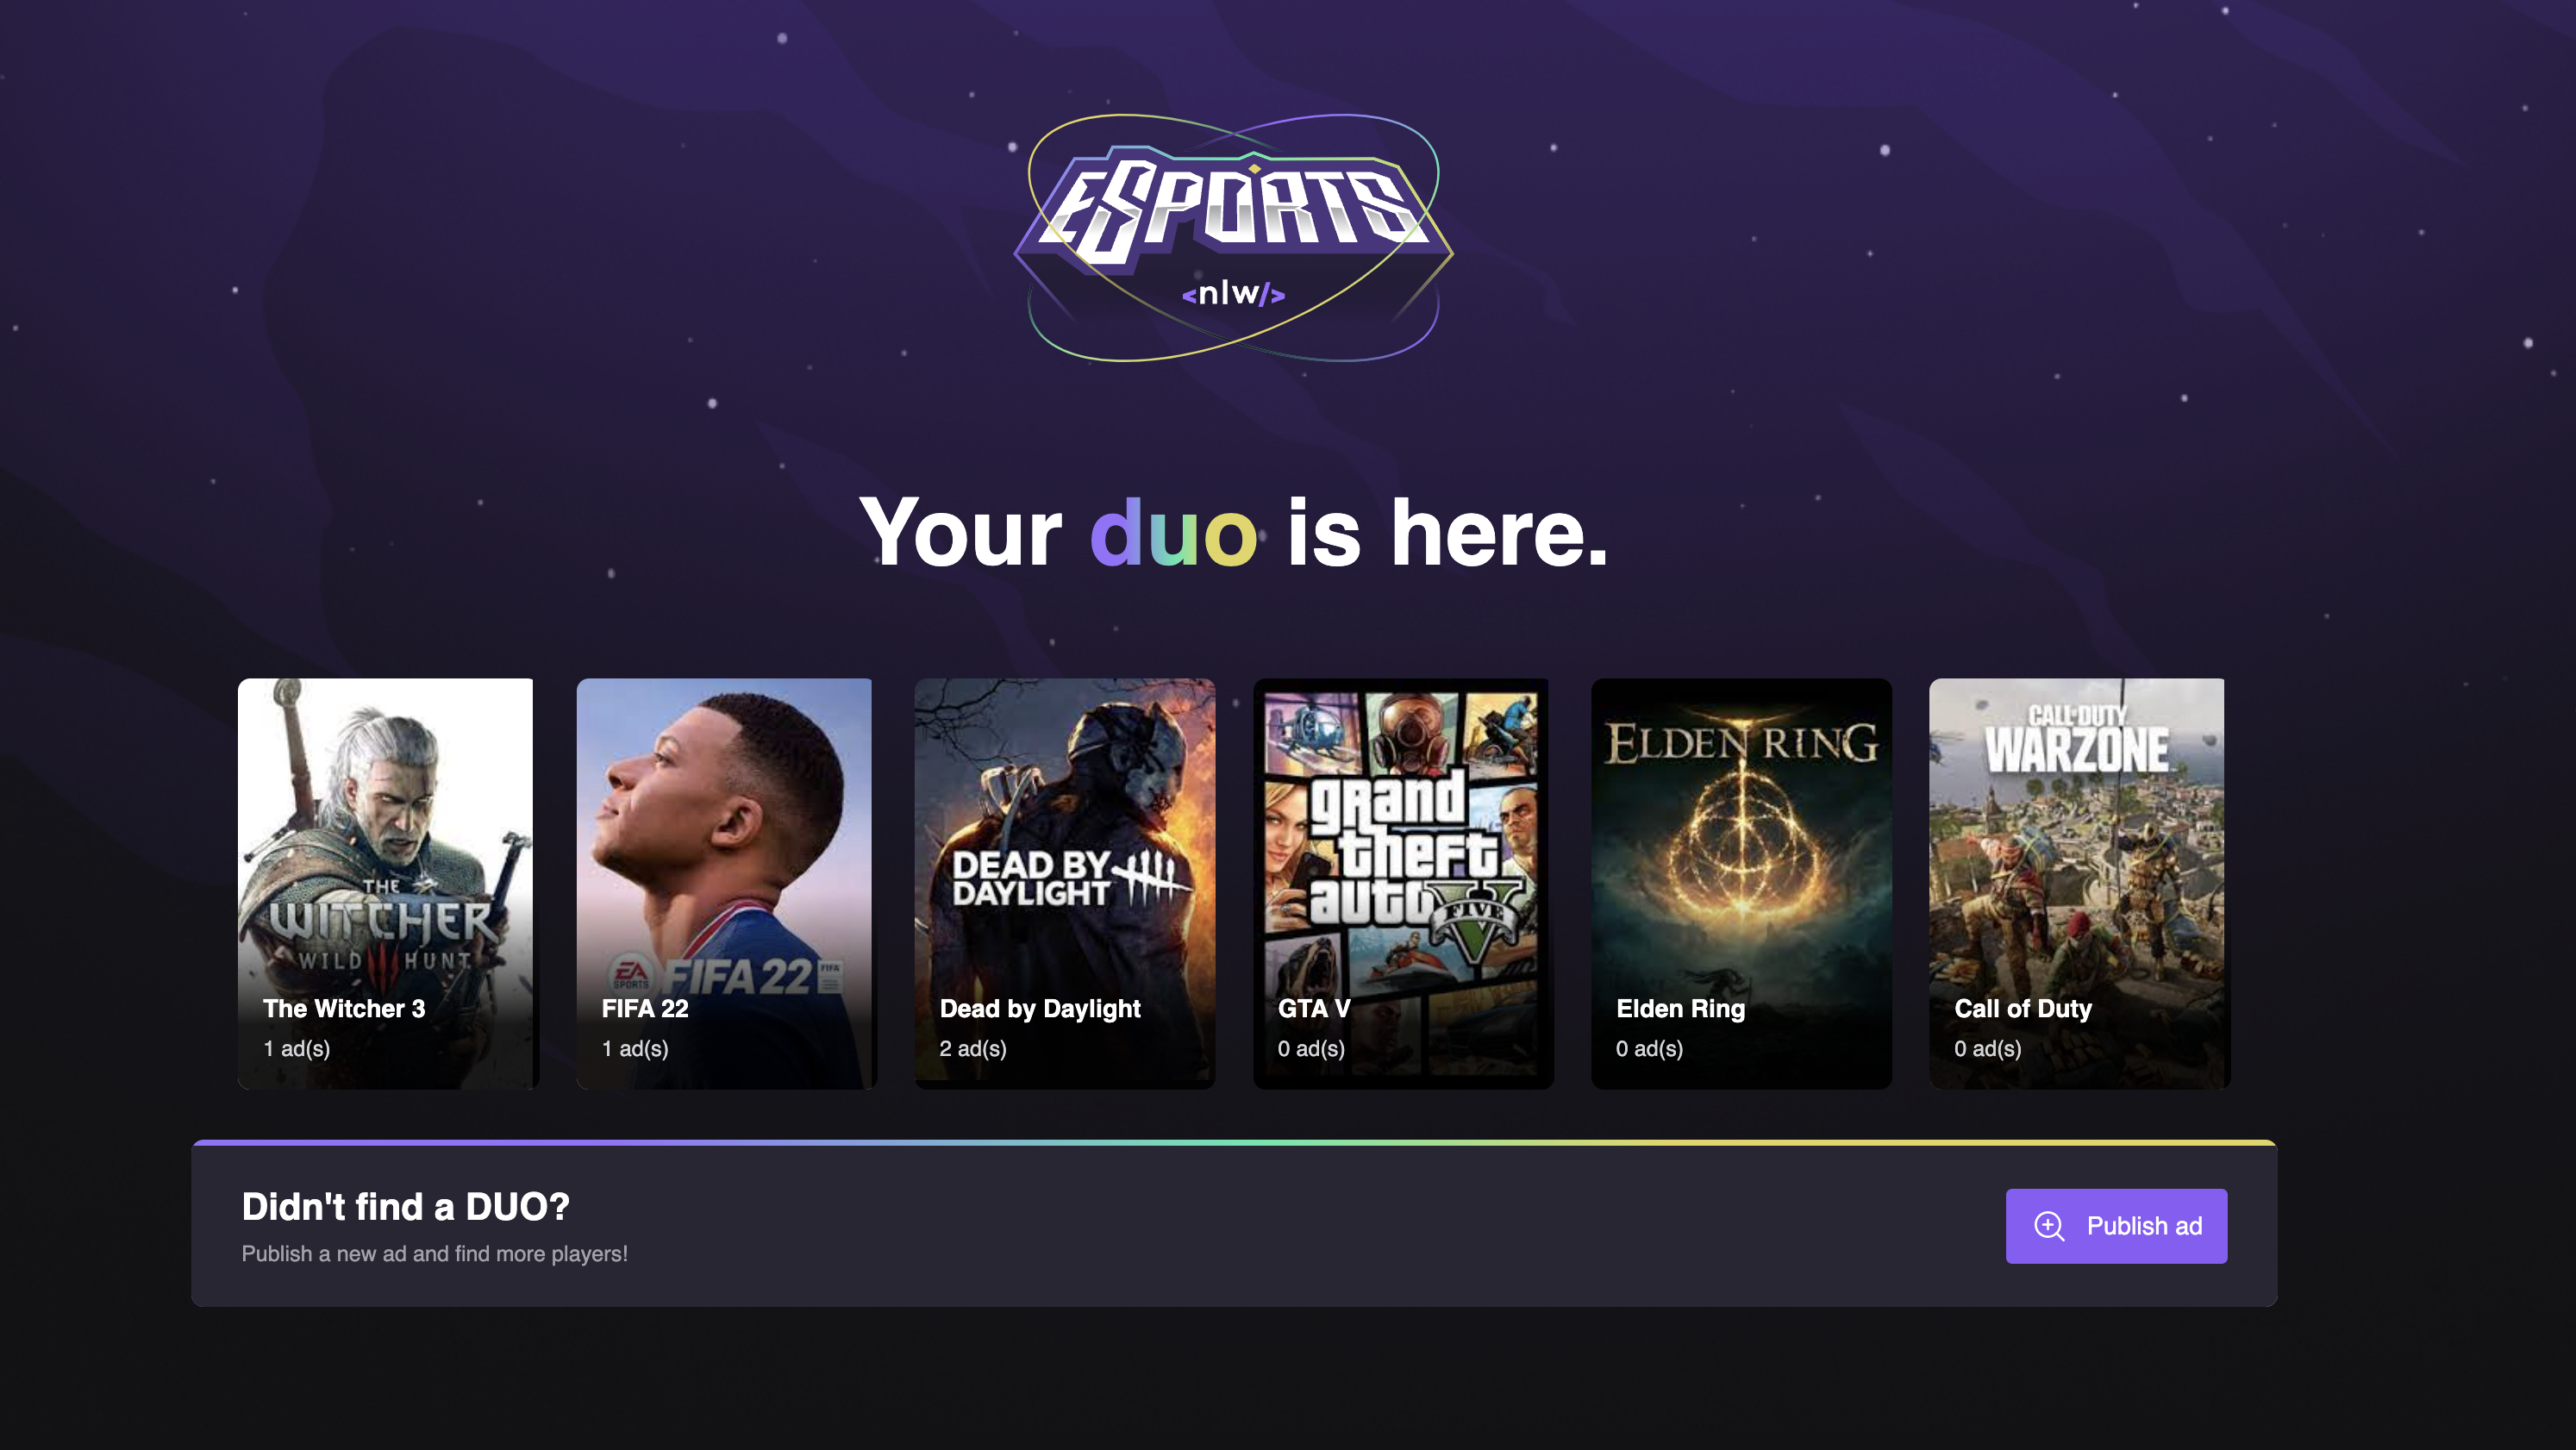 ESPORTS
<nlw/>
Your duo is here.
THE
WITCHER
WILD III HUNT
The Witcher 3
1 ad(s)
EA
SPORTS
FIFA 22
FIFA
FIFA 22
1 ad(s)
DEAD BY
DAYLIGHT
Dead by Daylight
2 ad(s)
grand
theft
auto V
FIVE
GTA V
0 ad(s)
ELDEN RING
Elden Ring
0 ad(s)
CALL OF DUTY
WARZONE
Call of Duty
0 ad(s)
Didn't find a DUO?
Publish a new ad and find more players!
Publish ad